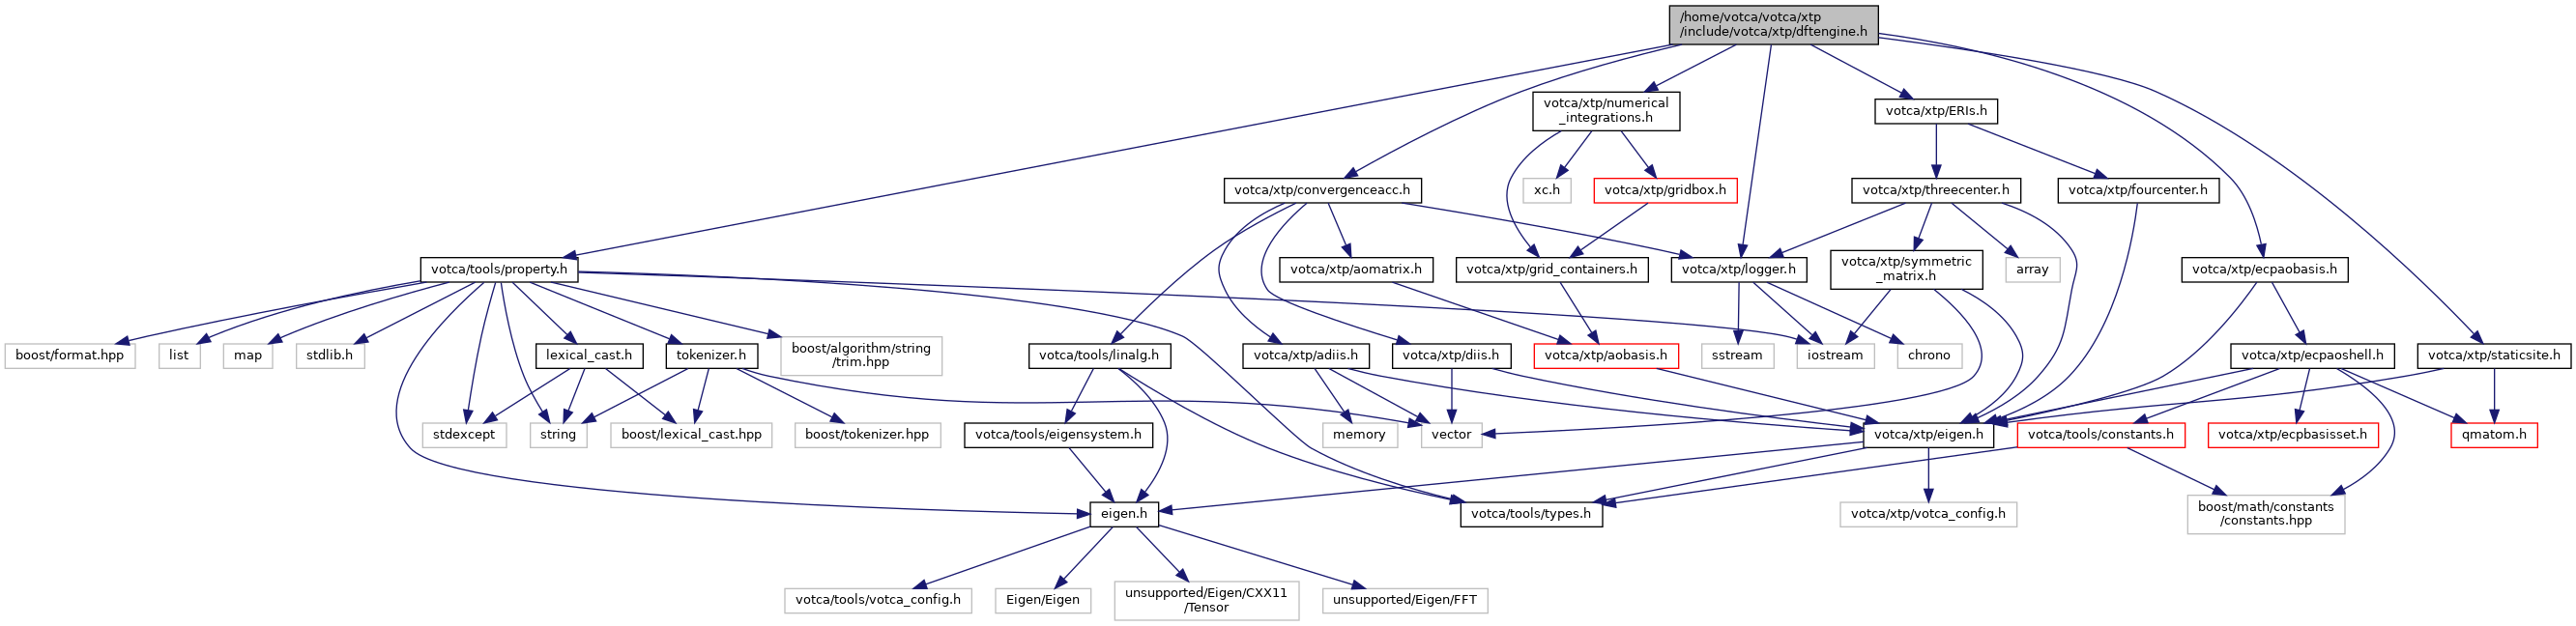 /home/votca/votca/xtp
/include/votca/xtp/dftengine.h
votca/xtp/numerical
_integrations.h
votca/xtp/ERIs.h
votca/xtp/convergenceacc.h
xc.h
votca/xtp/gridbox.h
votca/xtp/threecenter.h
votca/xtp/fourcenter.h
votca/tools/property.h
votca/xtp/aomatrix.h
votca/xtp/grid_containers.h
votca/xtp/logger.h
votca/xtp/symmetric
_matrix.h
array
votca/xtp/ecpaobasis.h
boost/format.hpp
list
map
stdlib.h
lexical_cast.h
tokenizer.h
boost/algorithm/string
/trim.hpp
votca/tools/linalg.h
votca/xtp/adiis.h
votca/xtp/diis.h
votca/xtp/aobasis.h
sstream
iostream
chrono
votca/xtp/ecpaoshell.h
votca/xtp/staticsite.h
stdexcept
string
boost/lexical_cast.hpp
boost/tokenizer.hpp
votca/tools/eigensystem.h
memory
vector
votca/xtp/eigen.h
votca/tools/constants.h
votca/xtp/ecpbasisset.h
qmatom.h
eigen.h
votca/tools/types.h
votca/xtp/votca_config.h
boost/math/constants
/constants.hpp
votca/tools/votca_config.h
Eigen/Eigen
unsupported/Eigen/CXX11
/Tensor
unsupported/Eigen/FFT